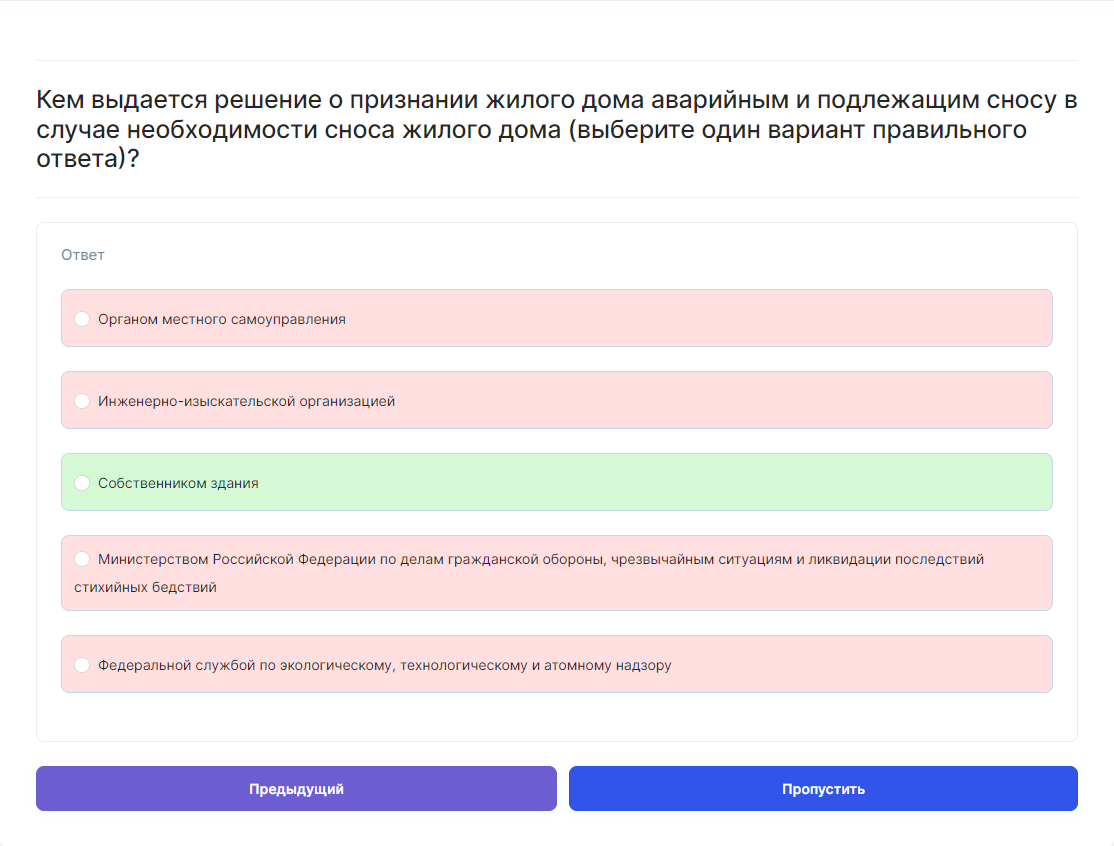 Кем выдается решение о признании жилого дома аварийным и подлежащим сносу в
случае необходимости сноса жилого дома (выберите один вариант правильного
ответа)?
Ответ
Органом местного самоуправления
Инженерно-изыскательской организацией
Собственником здания
Министерством Российской Федерации по делам гражданской обороны, чрезвычайным ситуациям и ликвидации последствий
стихийных бедствий
Федеральной службой по экологическому, технологическому и атомному надзору
Предыдущий
Пропустить